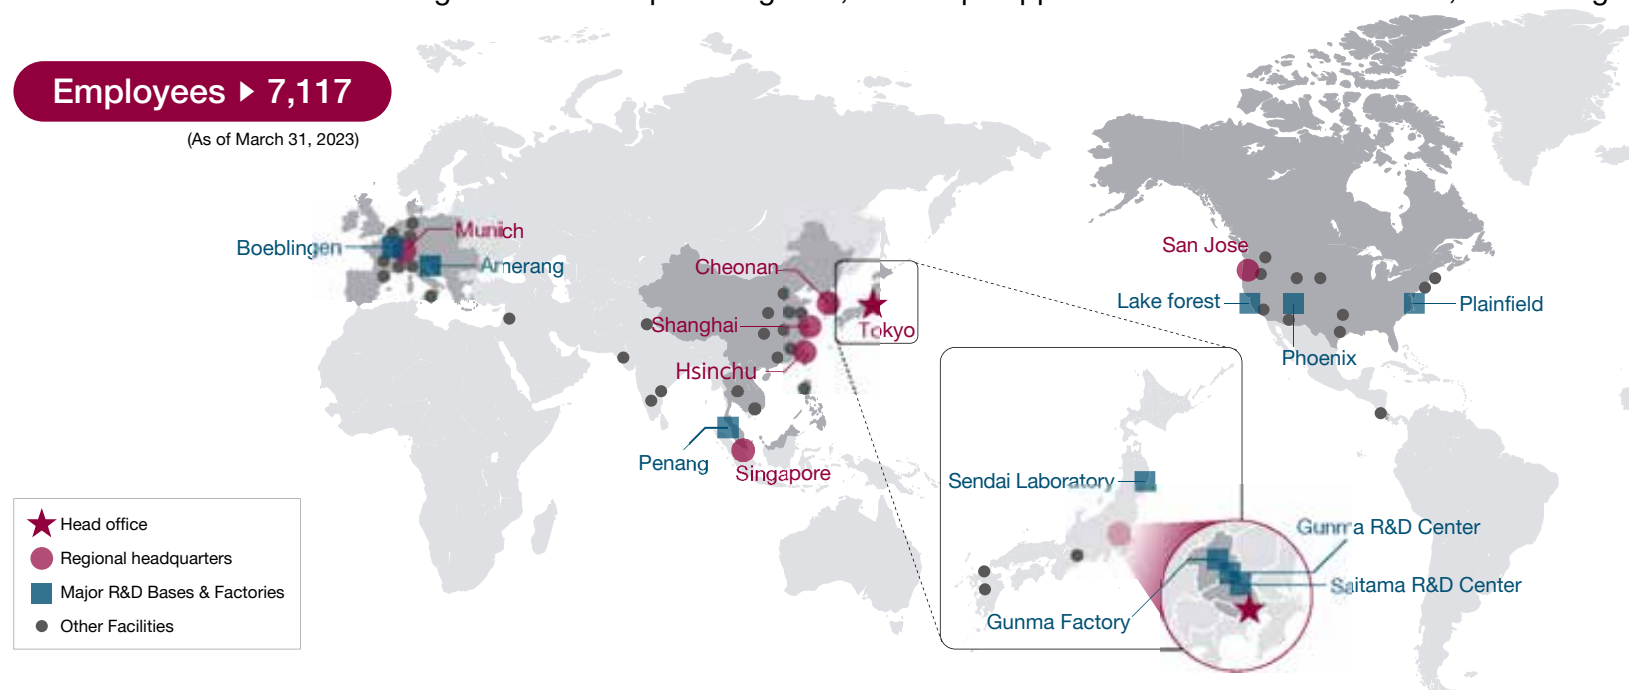 Employees ▶ 7,117
(As of March 31, 2023)
Boeblingen
Munich
Amerang
Cheonan
Shanghai
Hsinchu
Tokyo
Penang
Singapore
San Jose
Lake forest
Plainfield
Phoenix
Sendai Laboratory
Gunma R&D Center
Saitama R&D Center
Gunma Factory
Head office
Regional headquarters
Major R&D Bases & Factories
Other Facilities